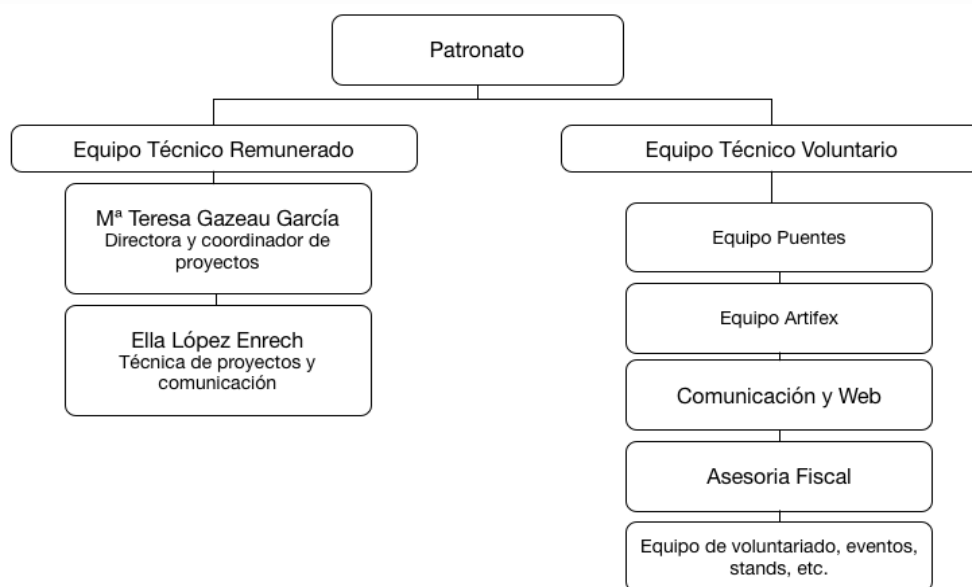 Patronato
Equipo Técnico Remunerado
Equipo Técnico Voluntario
Mª Teresa Gazeau García
Directora y coordinador de
proyectos
Ella López Enrech
Técnica de proyectos y
comunicación
Equipo Puentes
Equipo Artifex
Comunicación y Web
Asesoria Fiscal
Equipo de voluntariado, eventos,
stands, etc.